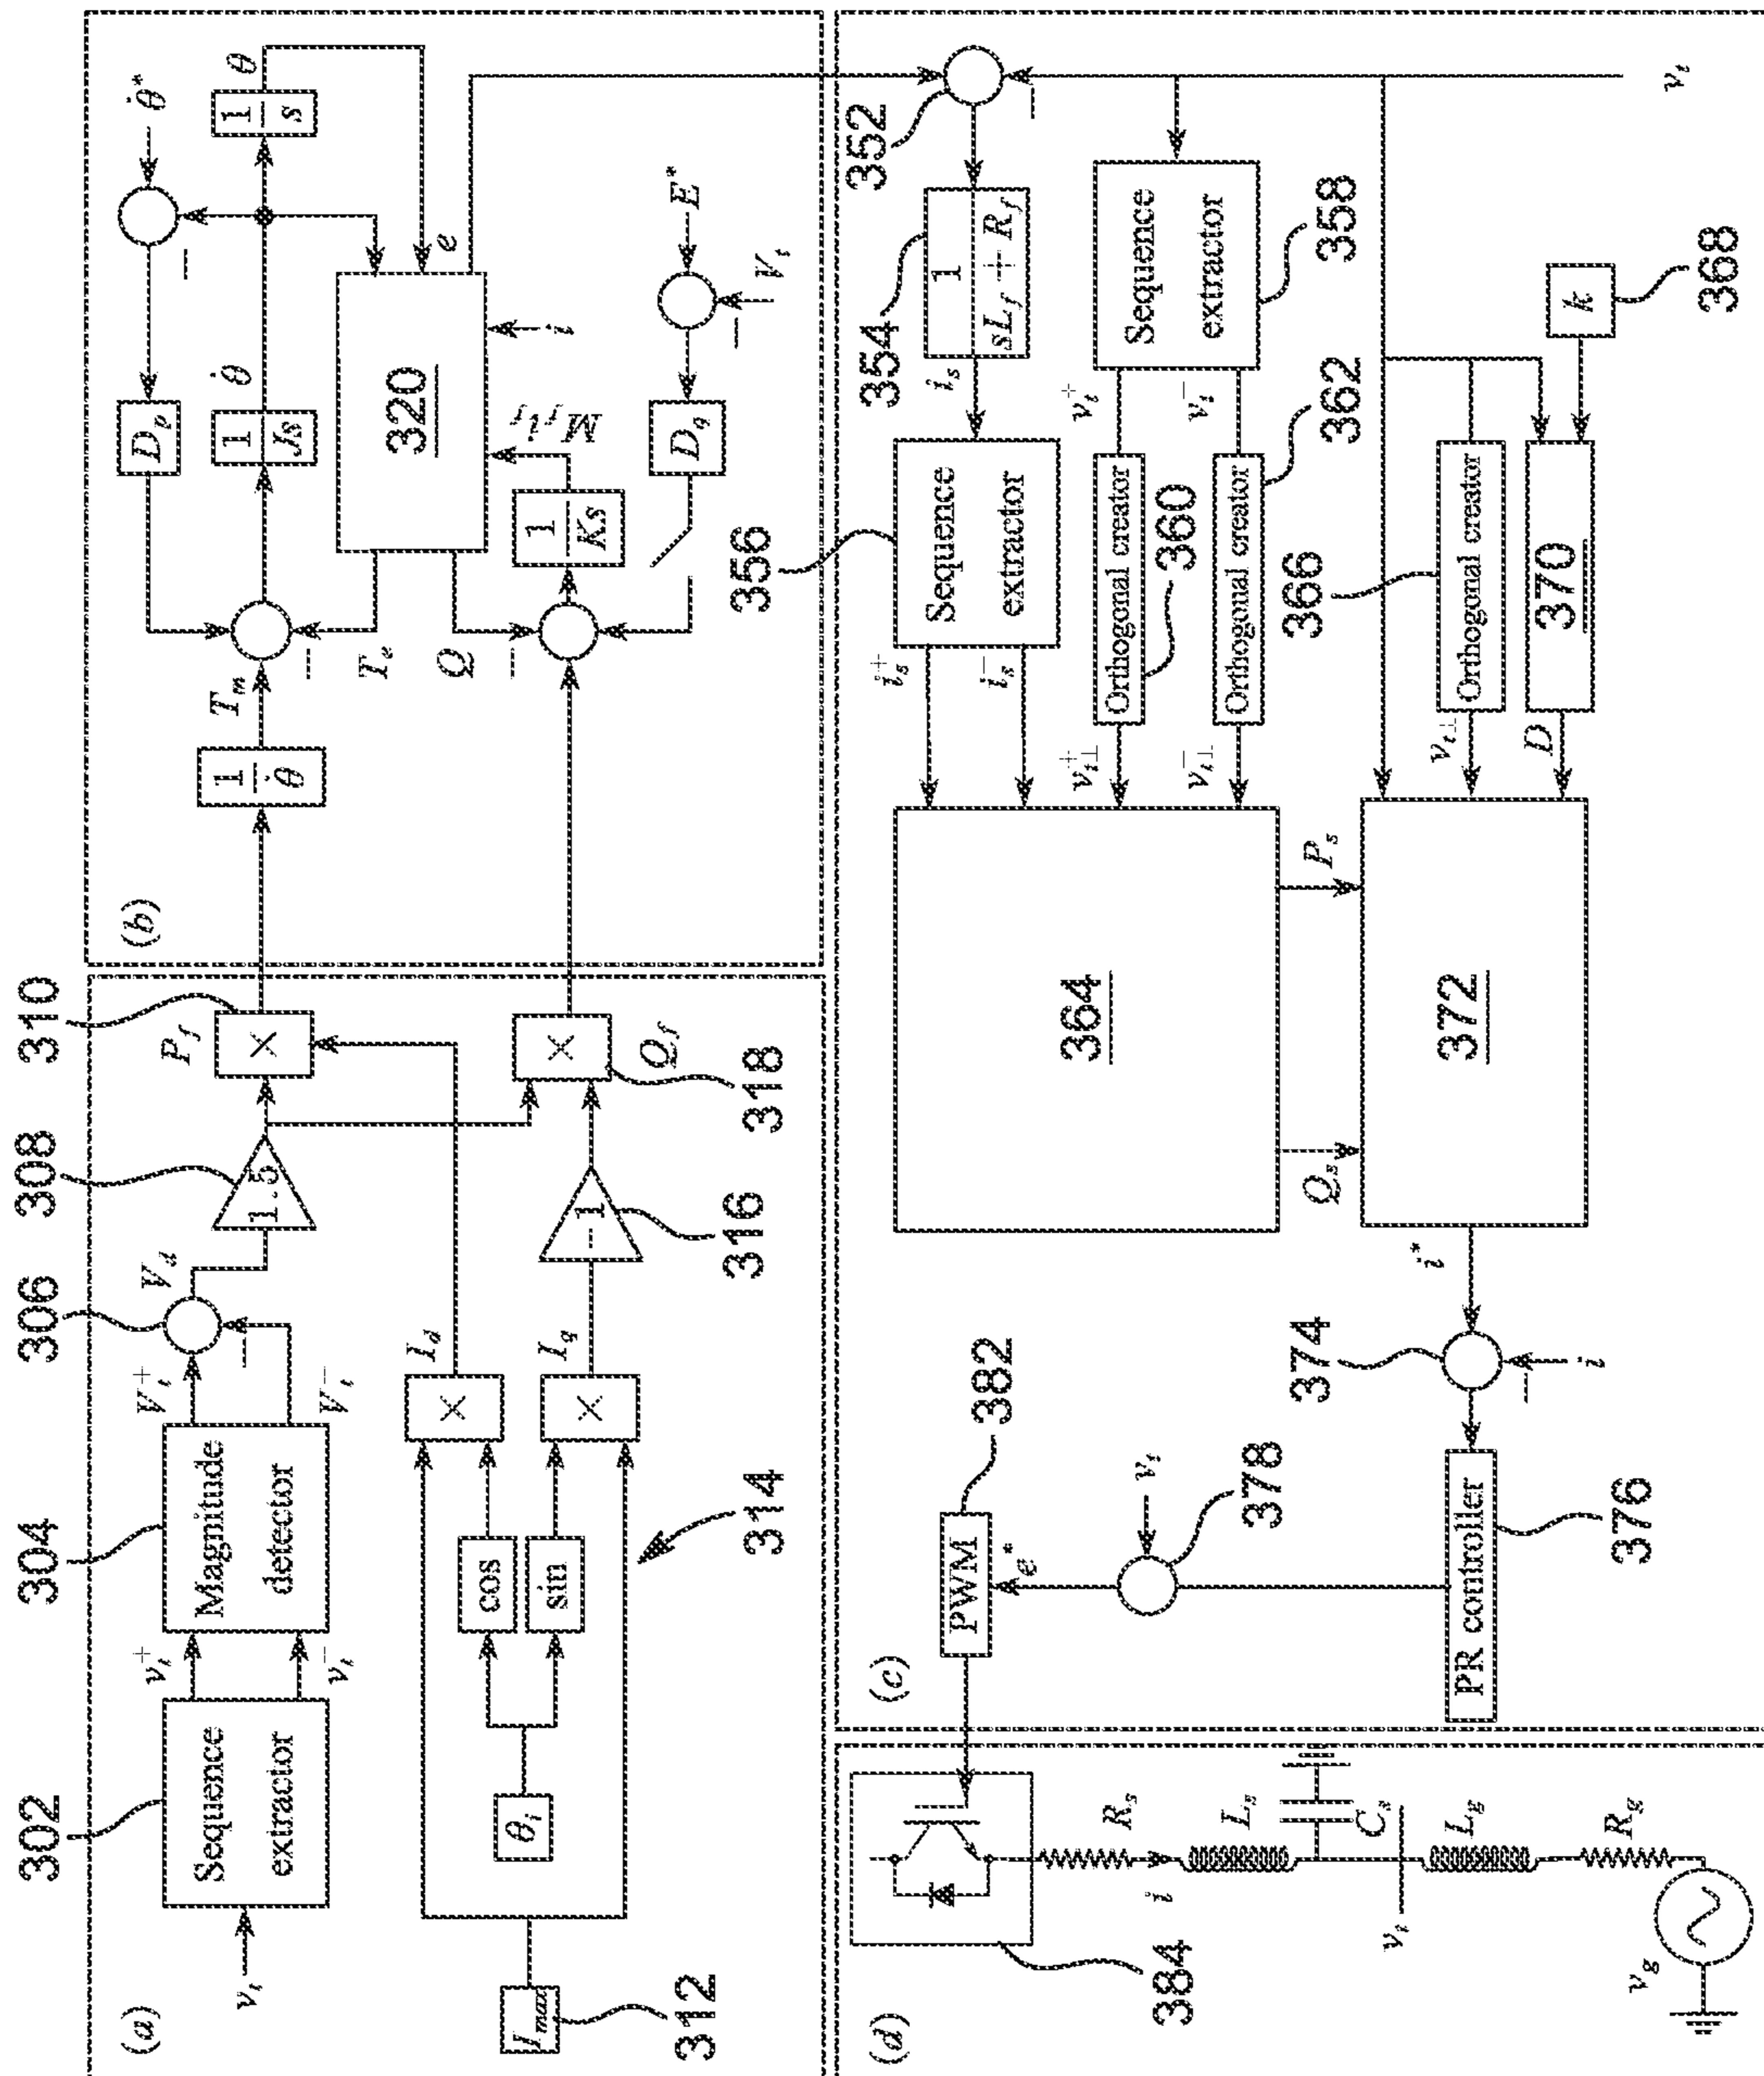 (a)
v_t
302
Sequence
extractor
v_t^+
v_t^-
304
Magnitude
detector
V_t^+
V_t^-
306
−
V_d
308
1.5
310
P_f
×
312
I_max
θ_i
cos
sin
314
×
I_d
×
I_q
316
−1
318
×
Q_f
(b)
1/θ̇
T_m
−
T_e
D_p
−
θ̇*
1/Js
θ̇
1/s
θ
320
e
i
M_f i_f
Q
−
1/Ks
D_q
E*
−
V_t
(c)
352
−
v_t
354
1/(sL_f + R_f)
i_s
356
Sequence
extractor
i_s^+
i_s^-
358
Sequence
extractor
v_t^+
v_t^-
360
Orthogonal creator
v_t⊥^+
362
Orthogonal creator
v_t⊥^-
364
P_s
Q_s
366
Orthogonal creator
v_t⊥
368
k
370
D
372
i*
374
−
i
376
PR controller
378
v_t
e*
382
PWM
(d)
384
R_s
i
L_s
C_s
v_t
L_g
R_g
v_g